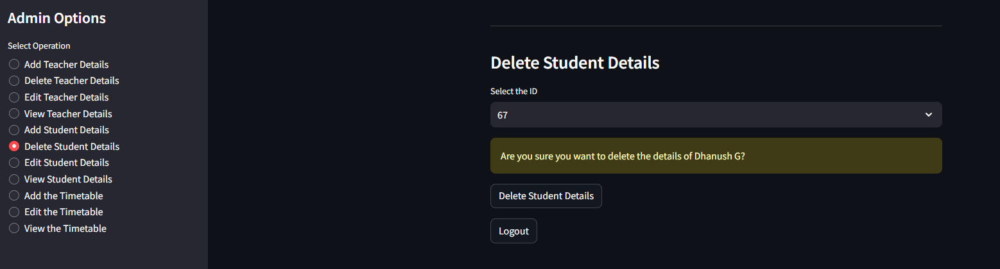 Admin Options
Select Operation
Add Teacher Details
Delete Teacher Details
Edit Teacher Details
View Teacher Details
Add Student Details
Delete Student Details
Edit Student Details
View Student Details
Add the Timetable
Edit the Timetable
View the Timetable
Delete Student Details
Select the ID
67
Are you sure you want to delete the details of Dhanush G?
Delete Student Details
Logout